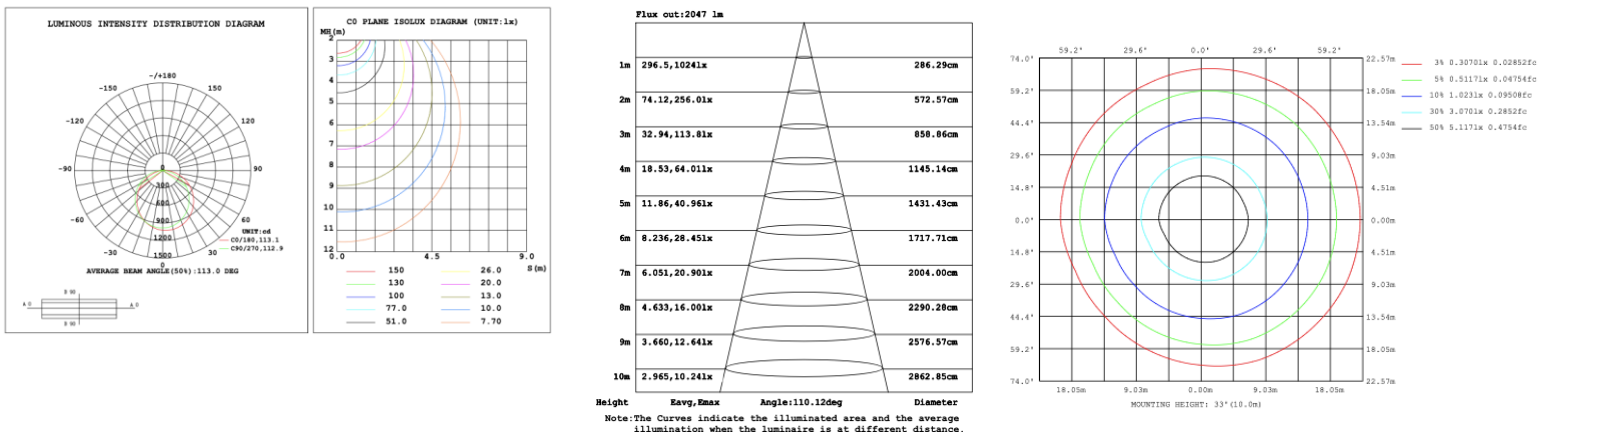 LUMINOUS INTENSITY DISTRIBUTION DIAGRAM
-/+180
-150
150
-120
120
-90
0
90
300
-60
600
60
900
UNIT:cd
1200
C0/180,113.1
C90/270,112.9
-30
1500
30
0
AVERAGE BEAM ANGLE(50%):113.0 DEG
C0 PLANE ISOLUX DIAGRAM (UNIT:lx)
MH(m)
2
3
4
5
6
7
8
9
10
11
12
0.0
4.5
9.0
S(m)
150
26.0
130
20.0
100
13.0
77.0
10.0
51.0
7.70
Flux out:2047 lm
1m 296.5,1024lx 286.29cm
2m 74.12,256.0lx 572.57cm
3m 32.94,113.8lx 858.86cm
4m 18.53,64.01lx 1145.14cm
5m 11.86,40.96lx 1431.43cm
6m 8.236,28.45lx 1717.71cm
7m 6.051,20.90lx 2004.00cm
8m 4.633,16.00lx 2290.28cm
9m 3.660,12.64lx 2576.57cm
10m 2.965,10.24lx 2862.85cm
Height Eavg,Emax Angle:110.12deg Diameter
Note:The Curves indicate the illuminated area and the average
illumination when the luminaire is at different distance.
59.2° 29.6° 0.0° 29.6° 59.2°
74.0° 22.57m
59.2° 18.05m
44.4° 13.54m
29.6° 9.03m
14.8° 4.51m
0.0° 0.00m
14.8° 4.51m
29.6° 9.03m
44.4° 13.54m
59.2° 18.05m
74.0° 22.57m
18.05m 9.03m 0.00m 9.03m 18.05m
MOUNTING HEIGHT: 33"(10.0m)
3% 0.3070lx 0.02852fc
5% 0.5117lx 0.04754fc
10% 1.023lx 0.09508fc
30% 3.070lx 0.2852fc
50% 5.117lx 0.4754fc